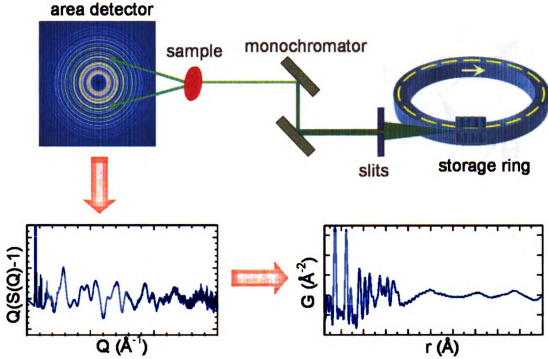 area detector
sample
monochromator
slits
storage ring
Q(S(Q)-1)
Q (Å⁻¹)
G (Å⁻²)
r (Å)